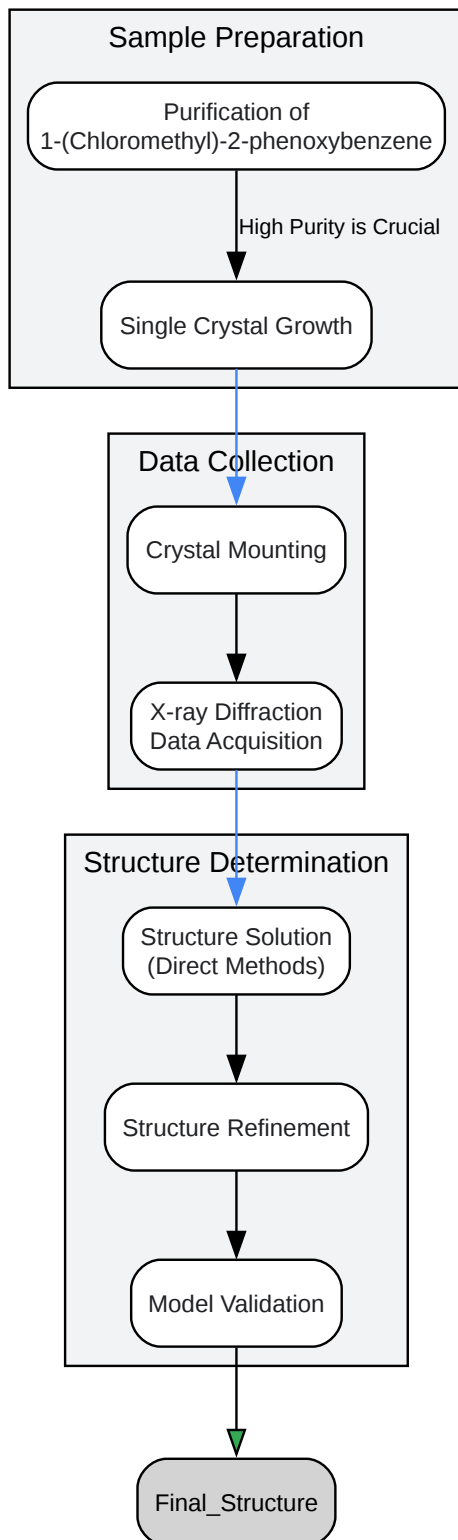 Sample Preparation
Purification of
1-(Chloromethyl)-2-phenoxybenzene
High Purity is Crucial
Single Crystal Growth
Data Collection
Crystal Mounting
X-ray Diffraction
Data Acquisition
Structure Determination
Structure Solution
(Direct Methods)
Structure Refinement
Model Validation
Final_Structure